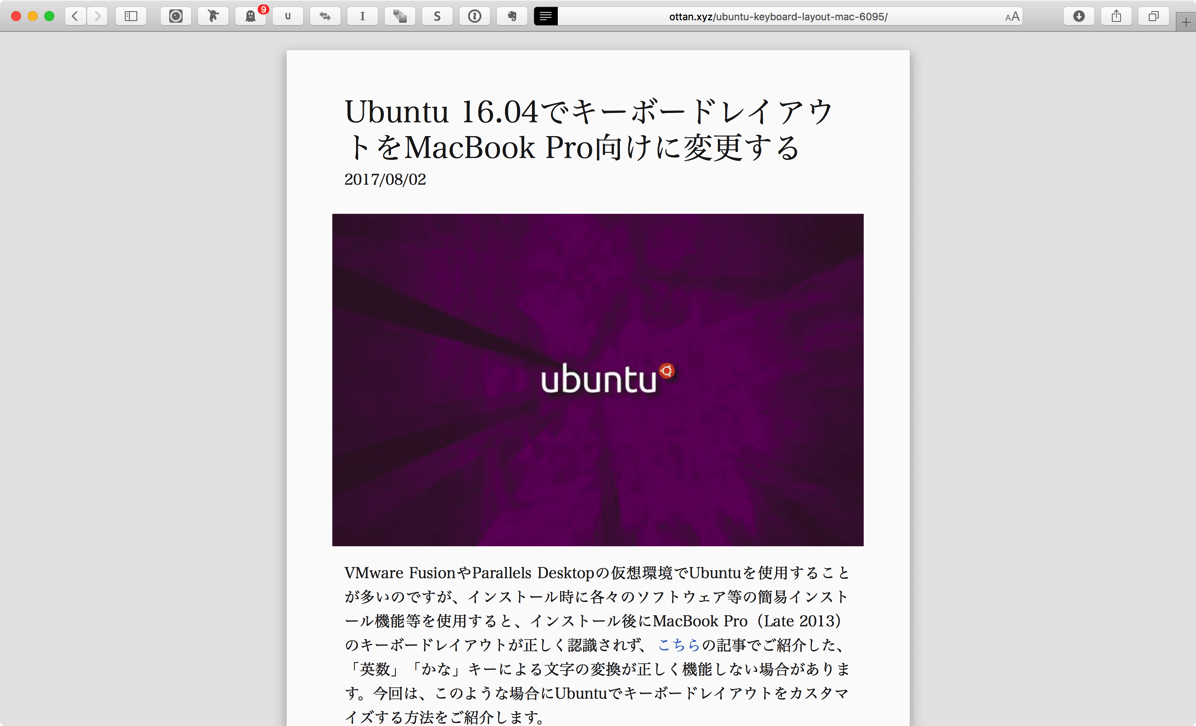 9
u
I
S
ottan.xyz/ubuntu-keyboard-layout-mac-6095/
AA
Ubuntu 16.04でキーボードレイアウ
トをMacBook Pro向けに変更する
2017/08/02
ubuntu
VMware FusionやParallels Desktopの仮想環境でUbuntuを使用すること
が多いのですが、インストール時に各々のソフトウェア等の簡易インスト
ール機能等を使用すると、インストール後にMacBook Pro（Late 2013）
のキーボードレイアウトが正しく認識されず、こちらの記事でご紹介した、
「英数」「かな」キーによる文字の変換が正しく機能しない場合がありま
す。今回は、このような場合にUbuntuでキーボードレイアウトをカスタマ
イズする方法をご紹介します。